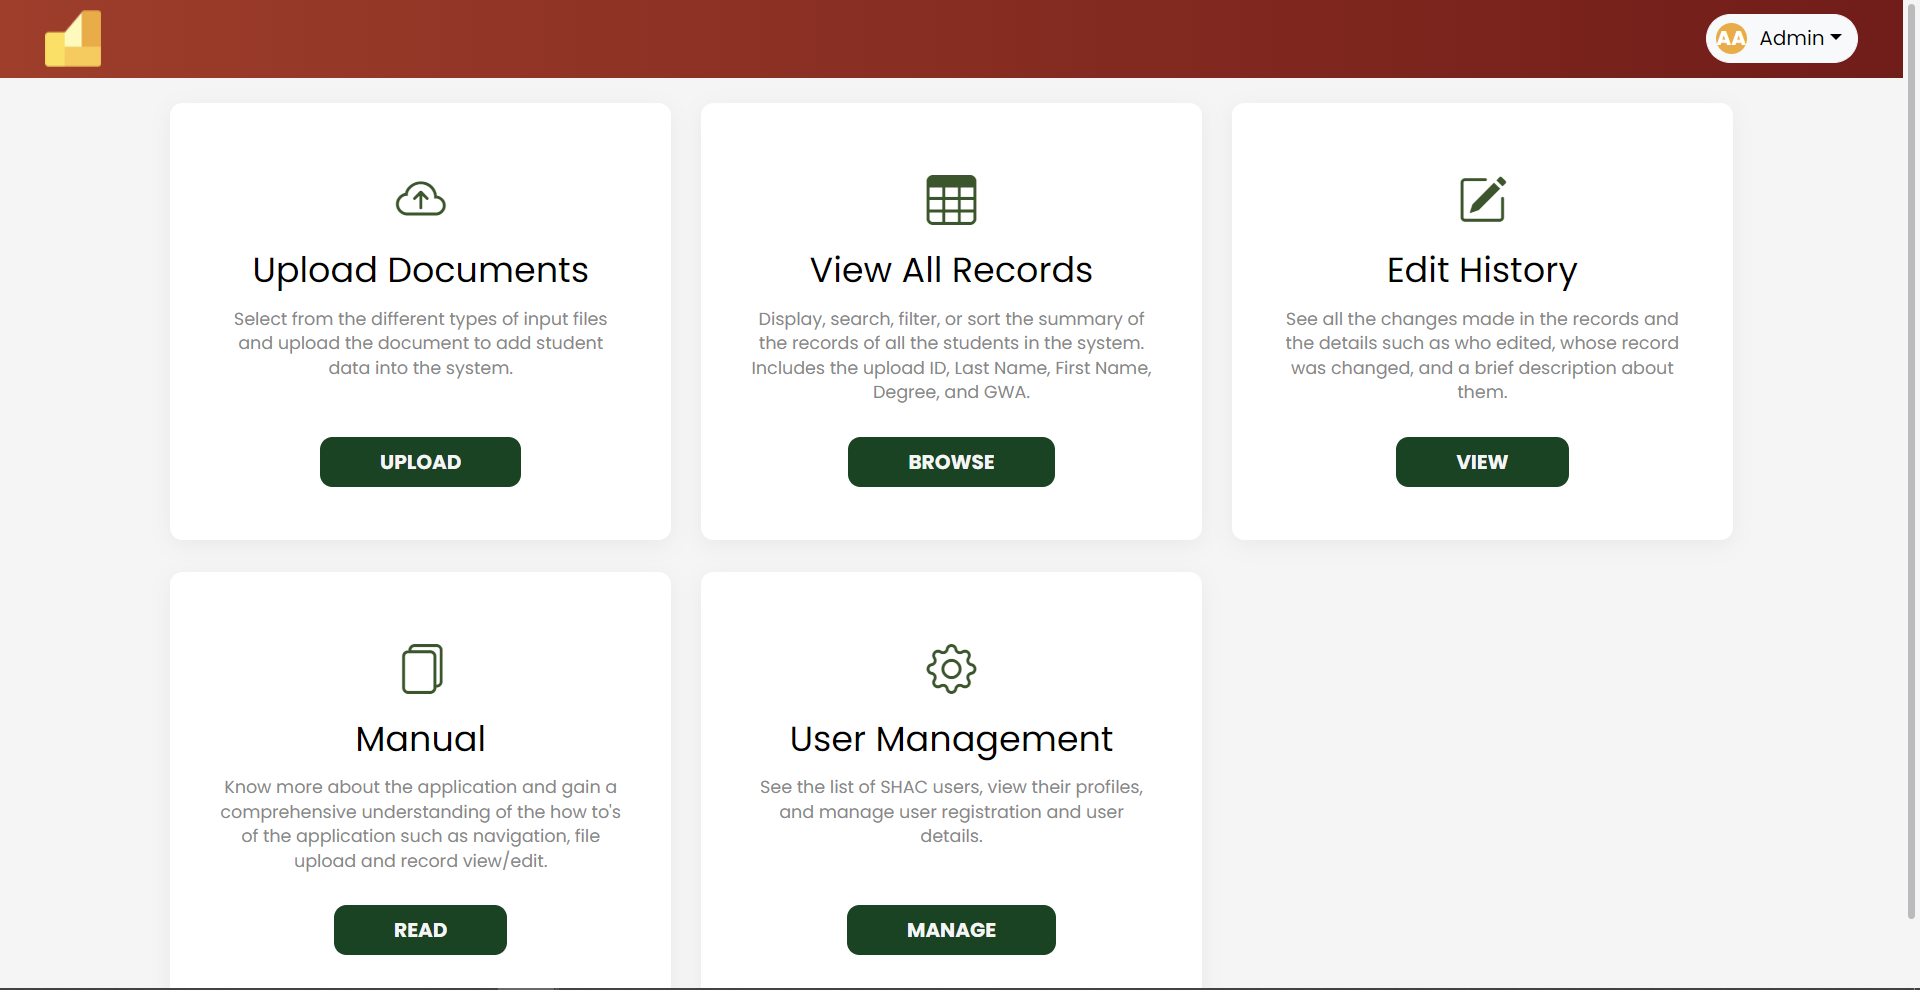 AA Admin
Upload Documents
Select from the different types of input files
and upload the document to add student
data into the system.
UPLOAD
View All Records
Display, search, filter, or sort the summary of
the records of all the students in the system.
Includes the upload ID, Last Name, First Name,
Degree, and GWA.
BROWSE
Edit History
See all the changes made in the records and
the details such as who edited, whose record
was changed, and a brief description about
them.
VIEW
Manual
Know more about the application and gain a
comprehensive understanding of the how to's
of the application such as navigation, file
upload and record view/edit.
READ
User Management
See the list of SHAC users, view their profiles,
and manage user registration and user
details.
MANAGE